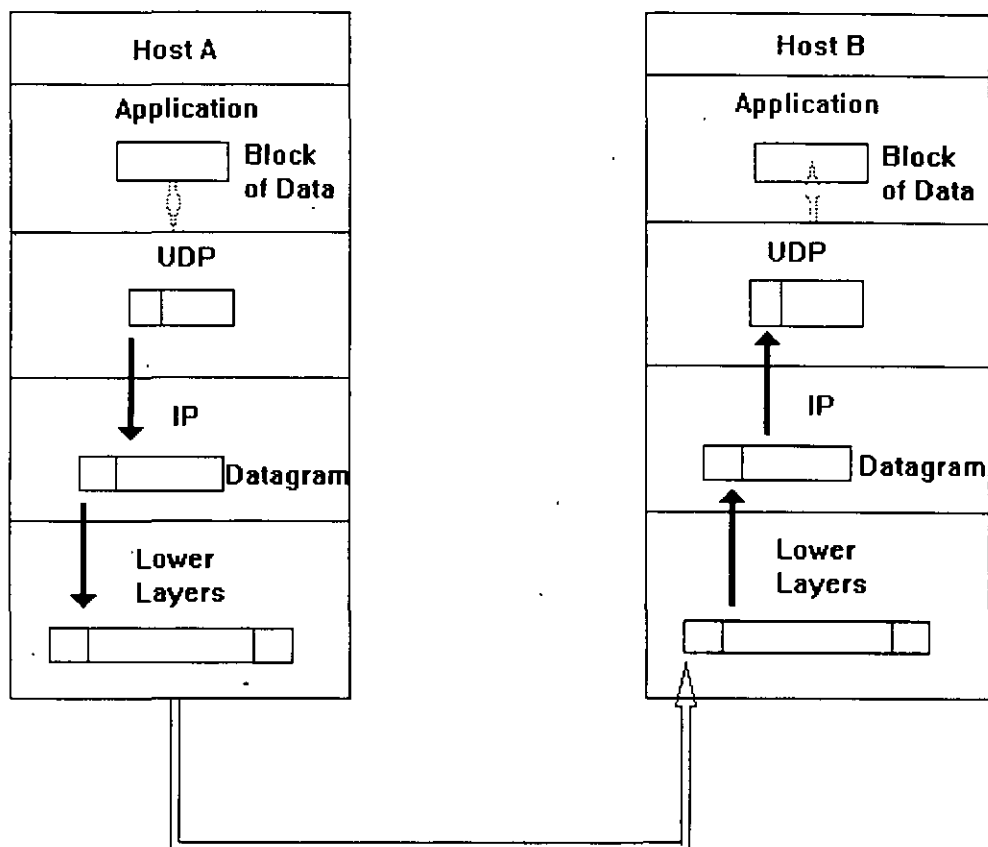 Host A
Application
Block
of Data
UDP
IP
Datagram
Lower
Layers
Host B
Application
Block
of Data
UDP
IP
Datagram
Lower
Layers